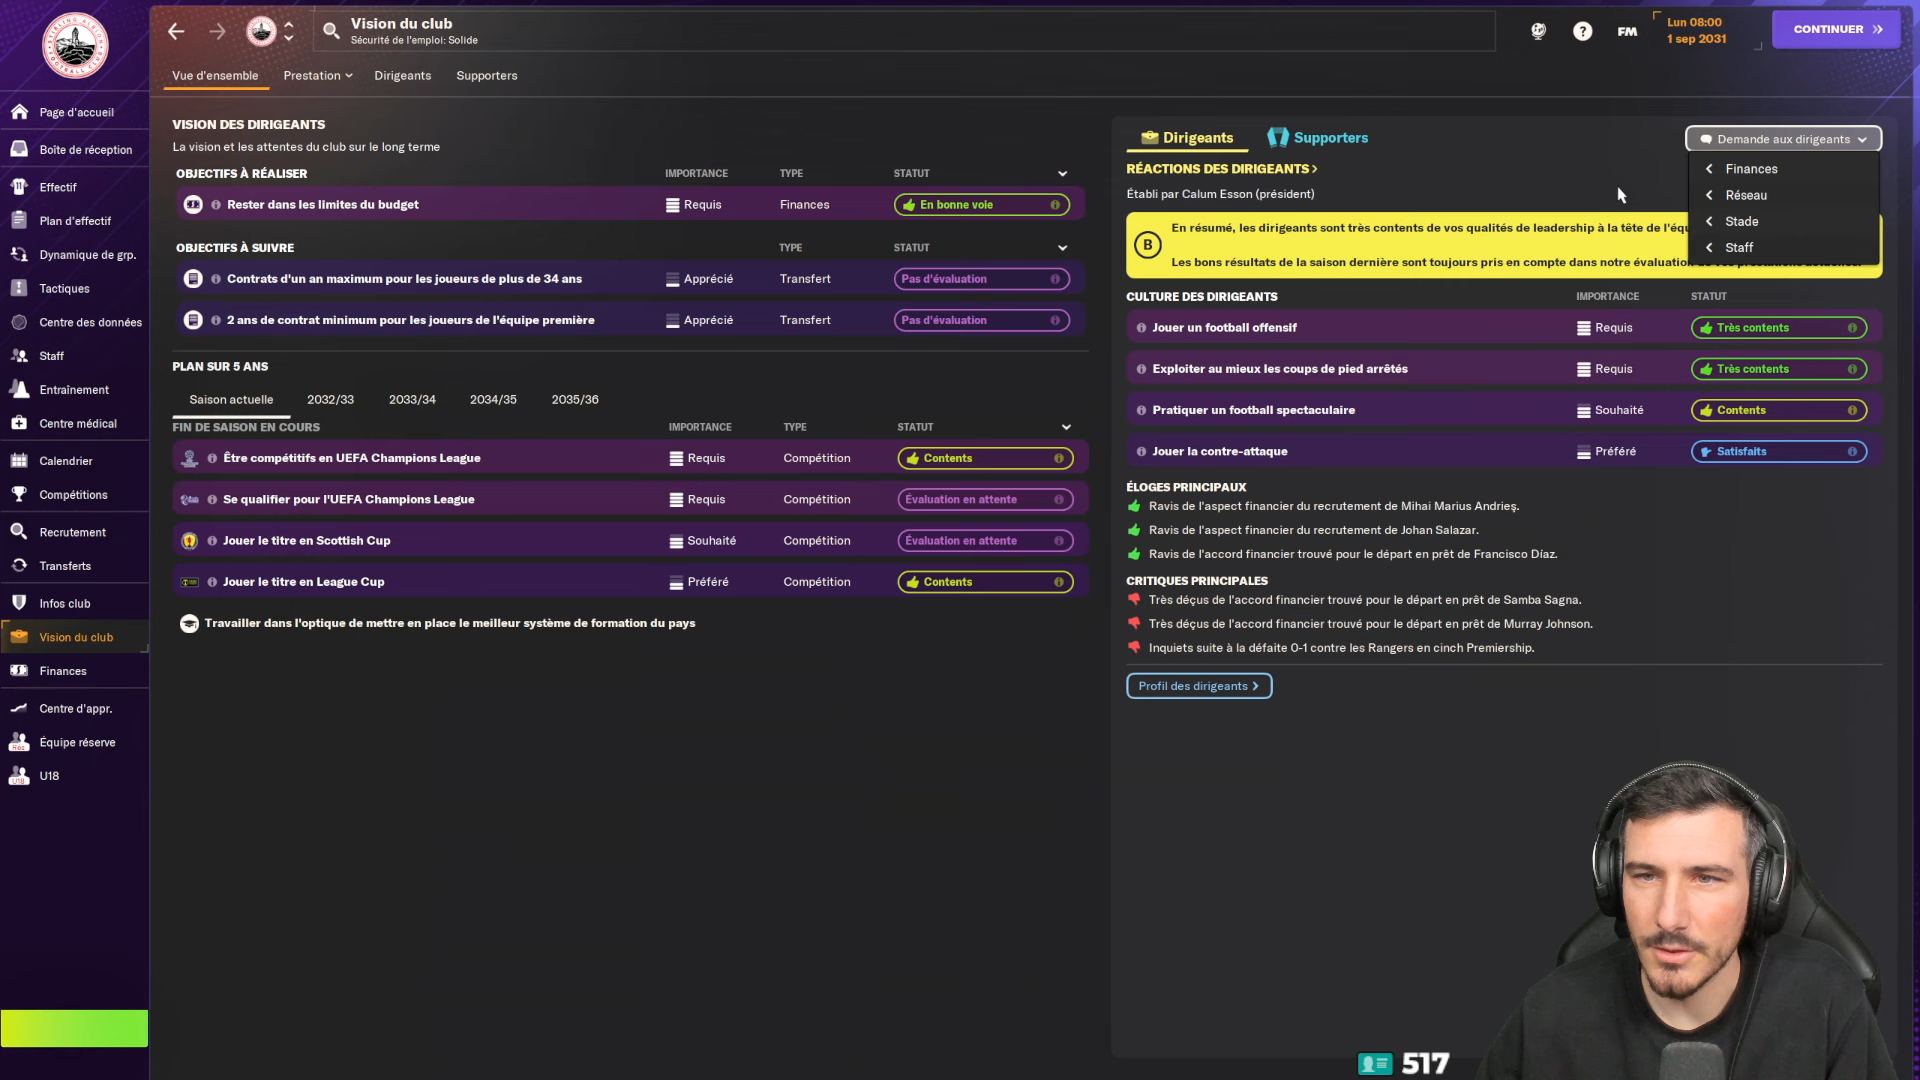 Vision du club
Sécurité de l'emploi: Solide
FM
Lun 08:00
1 sep 2031
CONTINUER
Vue d'ensemble
Prestation
Dirigeants
Supporters
Page d'accueil
Boîte de réception
Effectif
Plan d'effectif
Dynamique de grp.
Tactiques
Centre des données
Staff
Entraînement
Centre médical
Calendrier
Compétitions
Recrutement
Transferts
Infos club
Vision du club
Finances
Centre d'appr.
Équipe réserve
U18
VISION DES DIRIGEANTS
La vision et les attentes du club sur le long terme
OBJECTIFS À RÉALISER IMPORTANCE TYPE STATUT
Rester dans les limites du budget Requis Finances En bonne voie
OBJECTIFS À SUIVRE TYPE STATUT
Contrats d'un an maximum pour les joueurs de plus de 34 ans Apprécié Transfert Pas d'évaluation
2 ans de contrat minimum pour les joueurs de l'équipe première Apprécié Transfert Pas d'évaluation
PLAN SUR 5 ANS
Saison actuelle 2032/33 2033/34 2034/35 2035/36
FIN DE SAISON EN COURS IMPORTANCE TYPE STATUT
Être compétitifs en UEFA Champions League Requis Compétition Contents
Se qualifier pour l'UEFA Champions League Requis Compétition Évaluation en attente
Jouer le titre en Scottish Cup Souhaité Compétition Évaluation en attente
Jouer le titre en League Cup Préféré Compétition Contents
Travailler dans l'optique de mettre en place le meilleur système de formation du pays
Dirigeants Supporters
Demande aux dirigeants
Finances
Réseau
Stade
Staff
RÉACTIONS DES DIRIGEANTS
Établi par Calum Esson (président)
B
En résumé, les dirigeants sont très contents de vos qualités de leadership à la tête de l'équ
Les bons résultats de la saison dernière sont toujours pris en compte dans notre évaluation
CULTURE DES DIRIGEANTS IMPORTANCE STATUT
Jouer un football offensif Requis Très contents
Exploiter au mieux les coups de pied arrêtés Requis Très contents
Pratiquer un football spectaculaire Souhaité Contents
Jouer la contre-attaque Préféré Satisfaits
ÉLOGES PRINCIPAUX
Ravis de l'aspect financier du recrutement de Mihai Marius Andrieș.
Ravis de l'aspect financier du recrutement de Johan Salazar.
Ravis de l'accord financier trouvé pour le départ en prêt de Francisco Díaz.
CRITIQUES PRINCIPALES
Très déçus de l'accord financier trouvé pour le départ en prêt de Samba Sagna.
Très déçus de l'accord financier trouvé pour le départ en prêt de Murray Johnson.
Inquiets suite à la défaite 0-1 contre les Rangers en cinch Premiership.
Profil des dirigeants
517